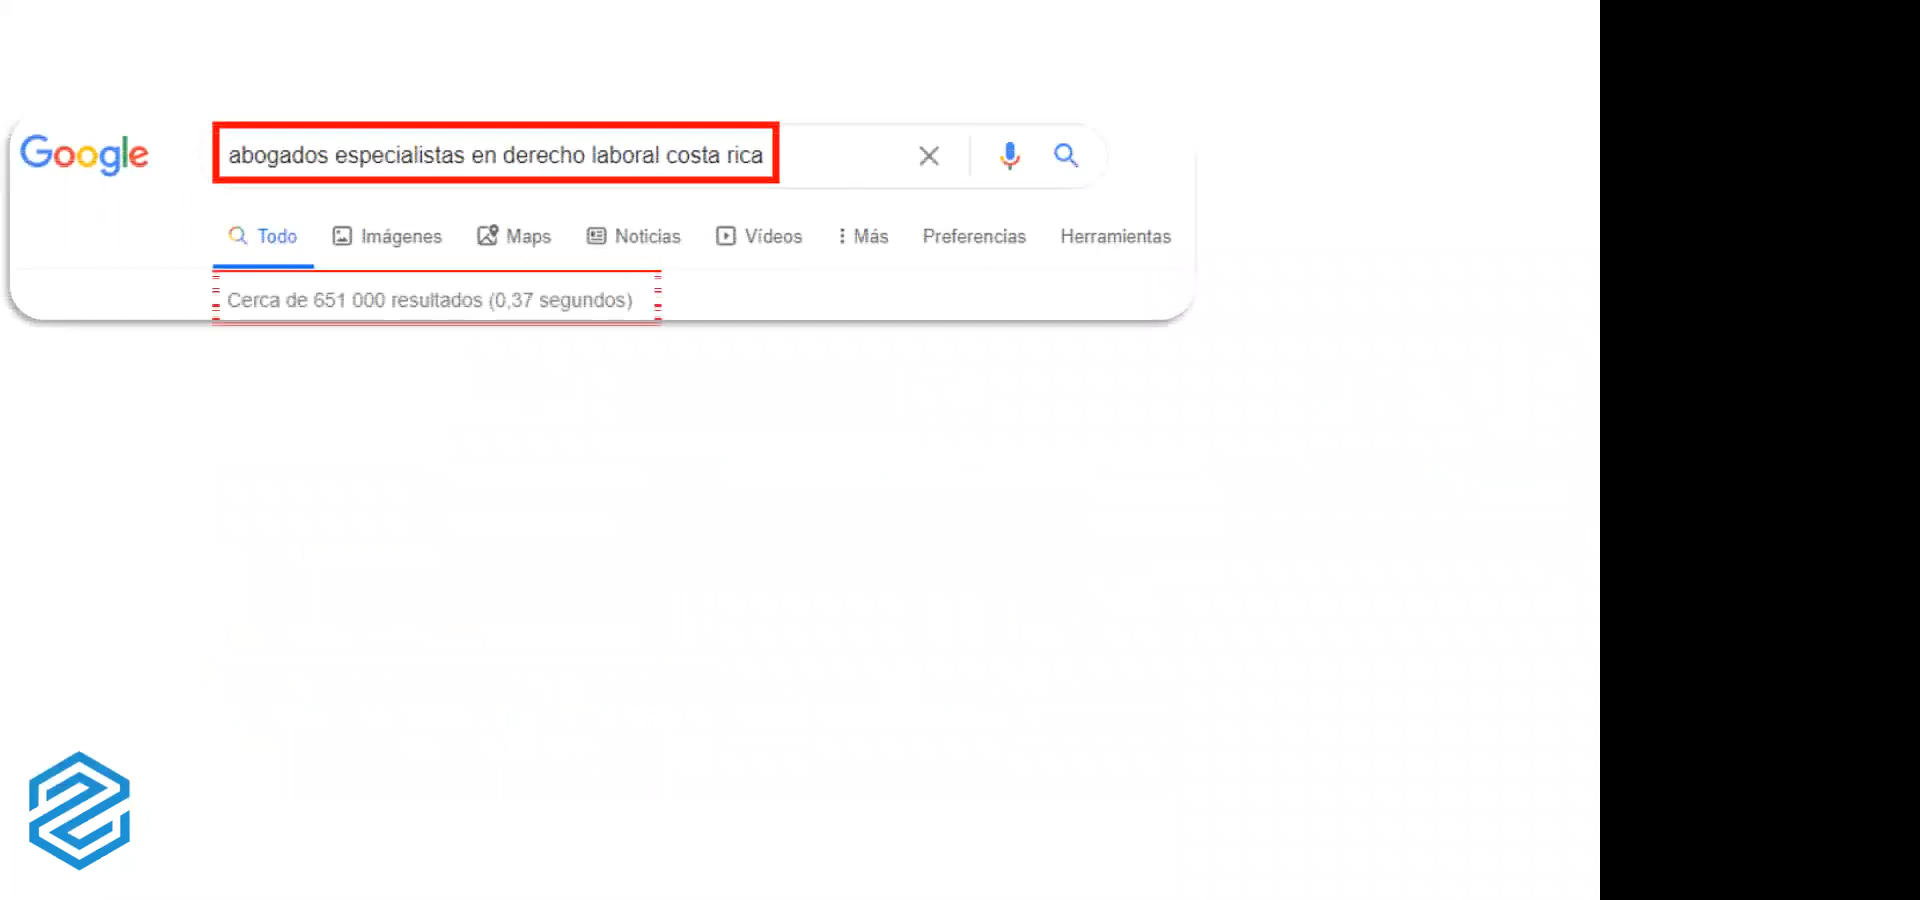 Google
abogados especialistas en derecho laboral costa rica
Todo Imágenes Maps Noticias Vídeos Más Preferencias Herramientas
Cerca de 651 000 resultados (0,37 segundos)